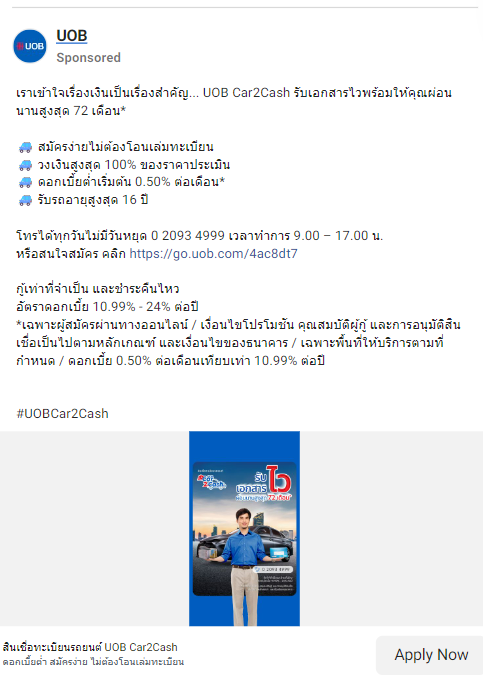 UOB
UOB
Sponsored
เราเข้าใจเรื่องเงินเป็นเรื่องสำคัญ... UOB Car2Cash รับเอกสารไวพร้อมให้คุณผ่อน
นานสูงสุด 72 เดือน*
สมัครง่ายไม่ต้องโอนเล่มทะเบียน
วงเงินสูงสุด 100% ของราคาประเมิน
ดอกเบี้ยต่ำเริ่มต้น 0.50% ต่อเดือน*
รับรถอายุสูงสุด 16 ปี
โทรได้ทุกวันไม่มีวันหยุด 0 2093 4999 เวลาทำการ 9.00 – 17.00 น.
หรือสนใจสมัคร คลิก https://go.uob.com/4ac8dt7
กู้เท่าที่จำเป็น และชำระคืนไหว
อัตราดอกเบี้ย 10.99% - 24% ต่อปี
*เฉพาะผู้สมัครผ่านทางออนไลน์ / เงื่อนไขโปรโมชัน คุณสมบัติผู้กู้ และการอนุมัติสิน
เชื่อเป็นไปตามหลักเกณฑ์ และเงื่อนไขของธนาคาร / เฉพาะพื้นที่ให้บริการตามที่
กำหนด / ดอกเบี้ย 0.50% ต่อเดือนเทียบเท่า 10.99% ต่อปี
#UOBCar2Cash
รับ
เอกสาร
ไว
0 2093 4999
สินเชื่อทะเบียนรถยนต์ UOB Car2Cash
ดอกเบี้ยต่ำ สมัครง่าย ไม่ต้องโอนเล่มทะเบียน
Apply Now